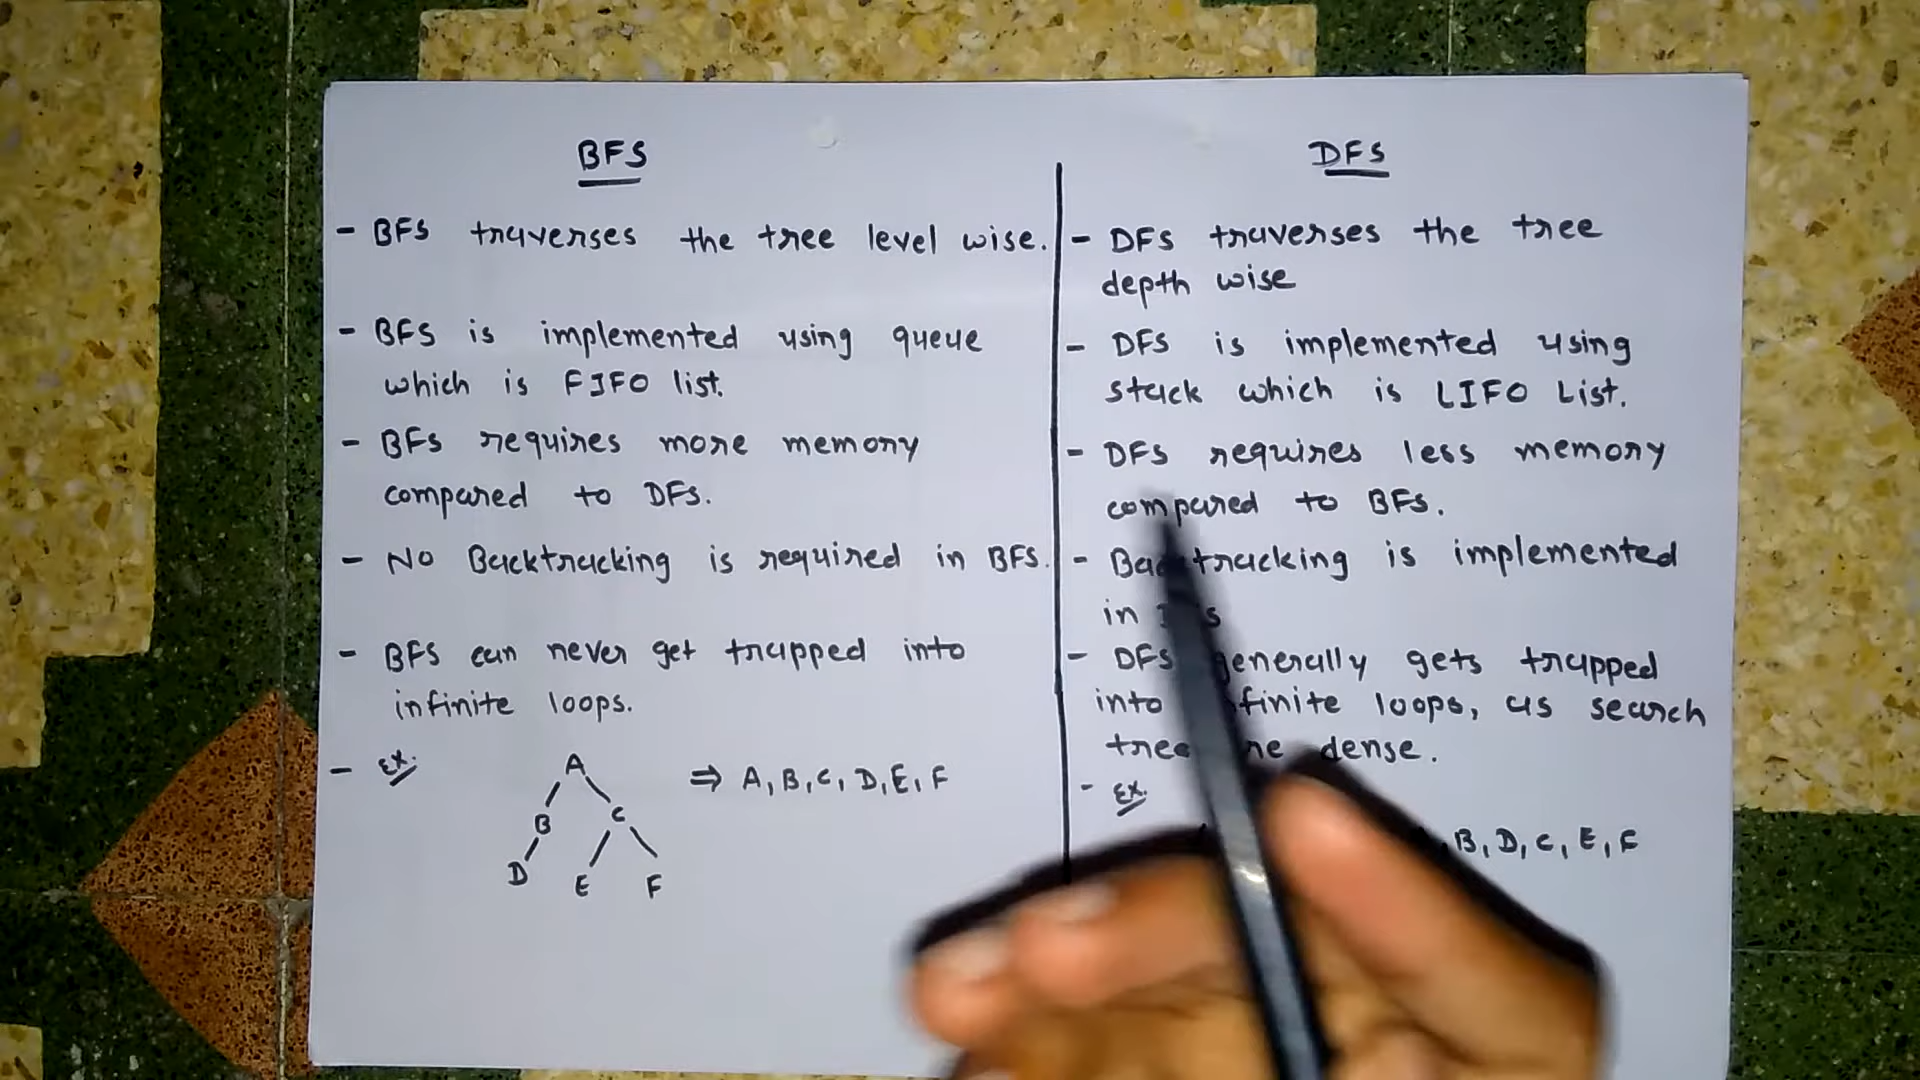 BFS
- BFS traverses the tree level wise.
- BFS is implemented using queue
which is FIFO list.
- BFS requires more memory
compared to DFS.
- No Backtracking is required in BFS.
- BFS can never get trapped into
infinite loops.
- Ex.
A
B C
D E F
⇒ A, B, C, D, E, F
DFS
- DFS traverses the tree
depth wise
- DFS is implemented using
stack which is LIFO List.
- DFS requires less memory
compared to BFS.
- Backtracking is implemented
in
- DFS generally gets trapped
into infinite loops, as search
dense.
- Ex.
B, D, C, E, F